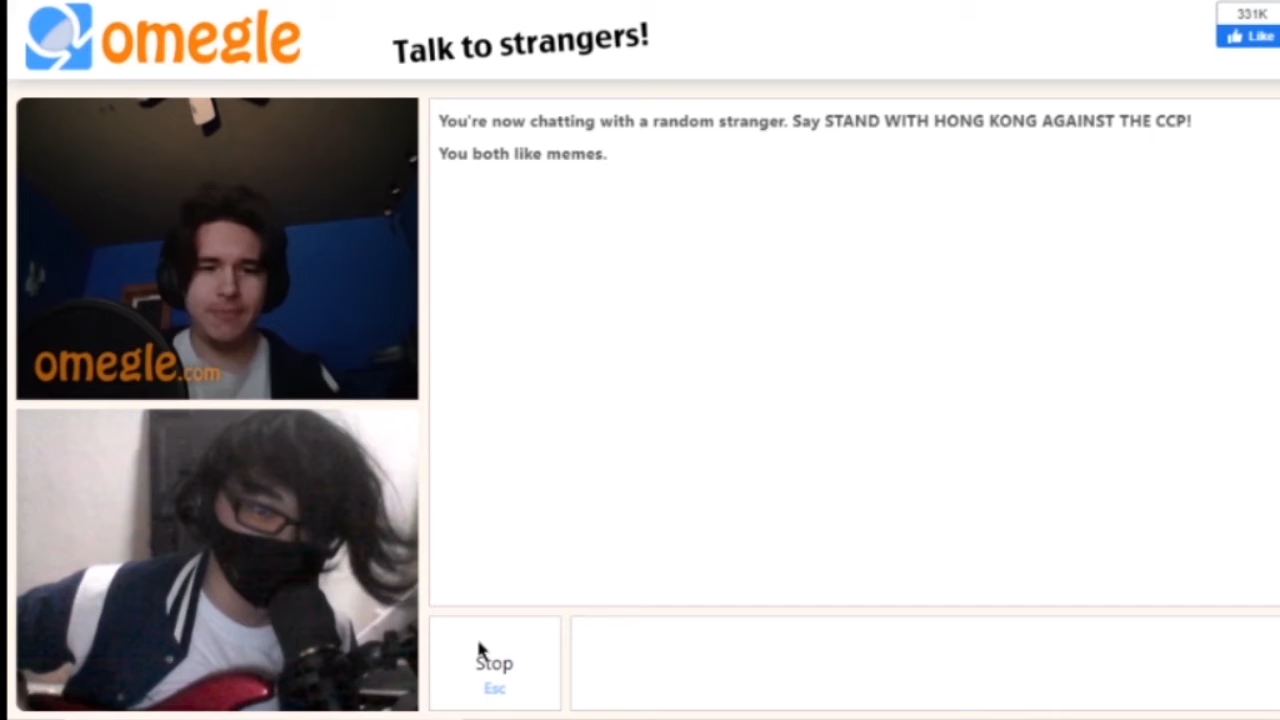 omegle
Talk to strangers!
331K
Like
You're now chatting with a random stranger. Say STAND WITH HONG KONG AGAINST THE CCP!
You both like memes.
omegle.com
Stop
Esc